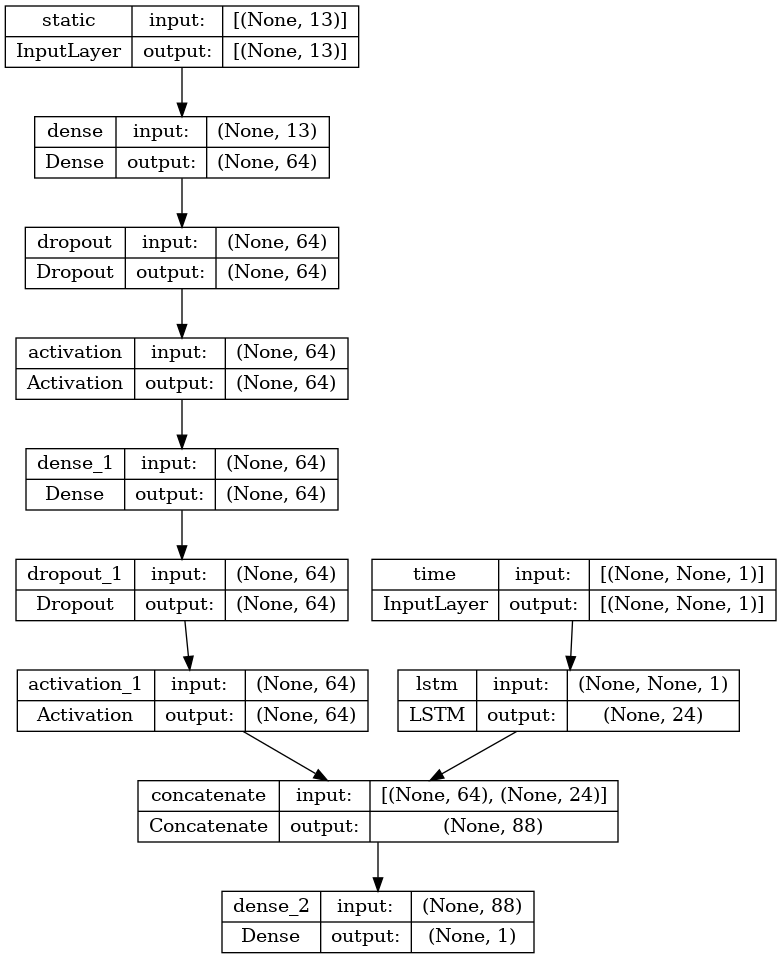 static input: [(None, 13)]
InputLayer output: [(None, 13)]
dense input: (None, 13)
Dense output: (None, 64)
dropout input: (None, 64)
Dropout output: (None, 64)
activation input: (None, 64)
Activation output: (None, 64)
dense_1 input: (None, 64)
Dense output: (None, 64)
dropout_1 input: (None, 64)
Dropout output: (None, 64)
time input: [(None, None, 1)]
InputLayer output: [(None, None, 1)]
activation_1 input: (None, 64)
Activation output: (None, 64)
lstm input: (None, None, 1)
LSTM output: (None, 24)
concatenate input: [(None, 64), (None, 24)]
Concatenate output: (None, 88)
dense_2 input: (None, 88)
Dense output: (None, 1)